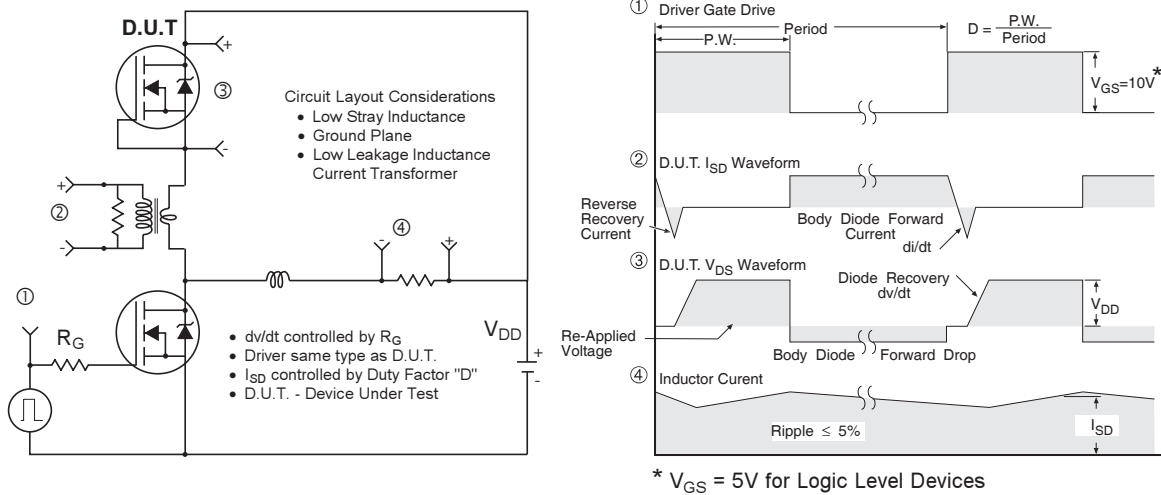 D.U.T
+
③
-
Circuit Layout Considerations
• Low Stray Inductance
• Ground Plane
• Low Leakage Inductance
Current Transformer
+
②
-
④
-
+
①
R_G
V_DD
+
-
• dv/dt controlled by R_G
• Driver same type as D.U.T.
• I_SD controlled by Duty Factor "D"
• D.U.T. - Device Under Test
① Driver Gate Drive
P.W.
Period
D = P.W. / Period
V_GS=10V *
② D.U.T. I_SD Waveform
Reverse
Recovery
Current
Body Diode Forward
Current
di/dt
③ D.U.T. V_DS Waveform
Diode Recovery
dv/dt
V_DD
Re-Applied
Voltage
Body Diode Forward Drop
④ Inductor Curent
Ripple ≤ 5%
I_SD
* V_GS = 5V for Logic Level Devices